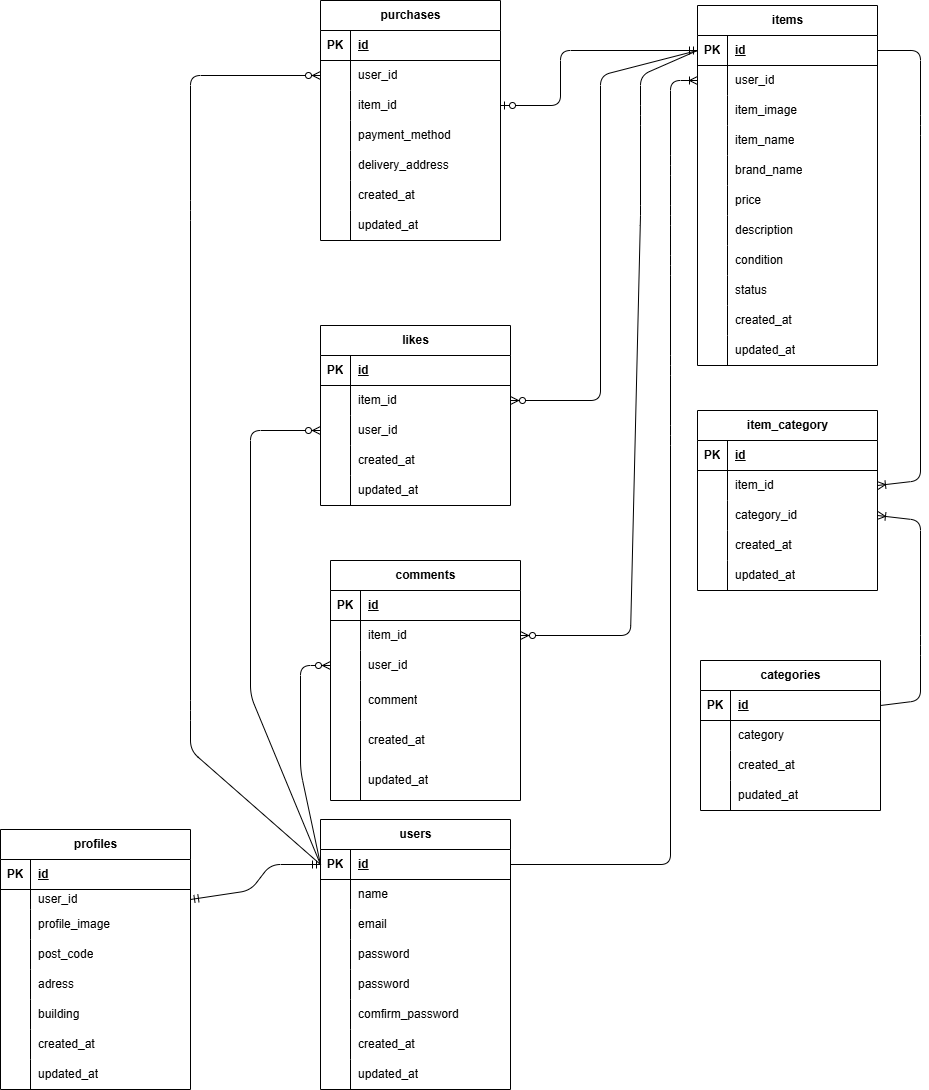 purchases
PK id
user_id
item_id
payment_method
delivery_address
created_at
updated_at
items
PK id
user_id
item_image
item_name
brand_name
price
description
condition
status
created_at
updated_at
likes
PK id
item_id
user_id
created_at
updated_at
item_category
PK id
item_id
category_id
created_at
updated_at
comments
PK id
item_id
user_id
comment
created_at
updated_at
categories
PK id
category
created_at
pudated_at
profiles
PK id
user_id
profile_image
post_code
adress
building
created_at
updated_at
users
PK id
name
email
password
password
comfirm_password
created_at
updated_at